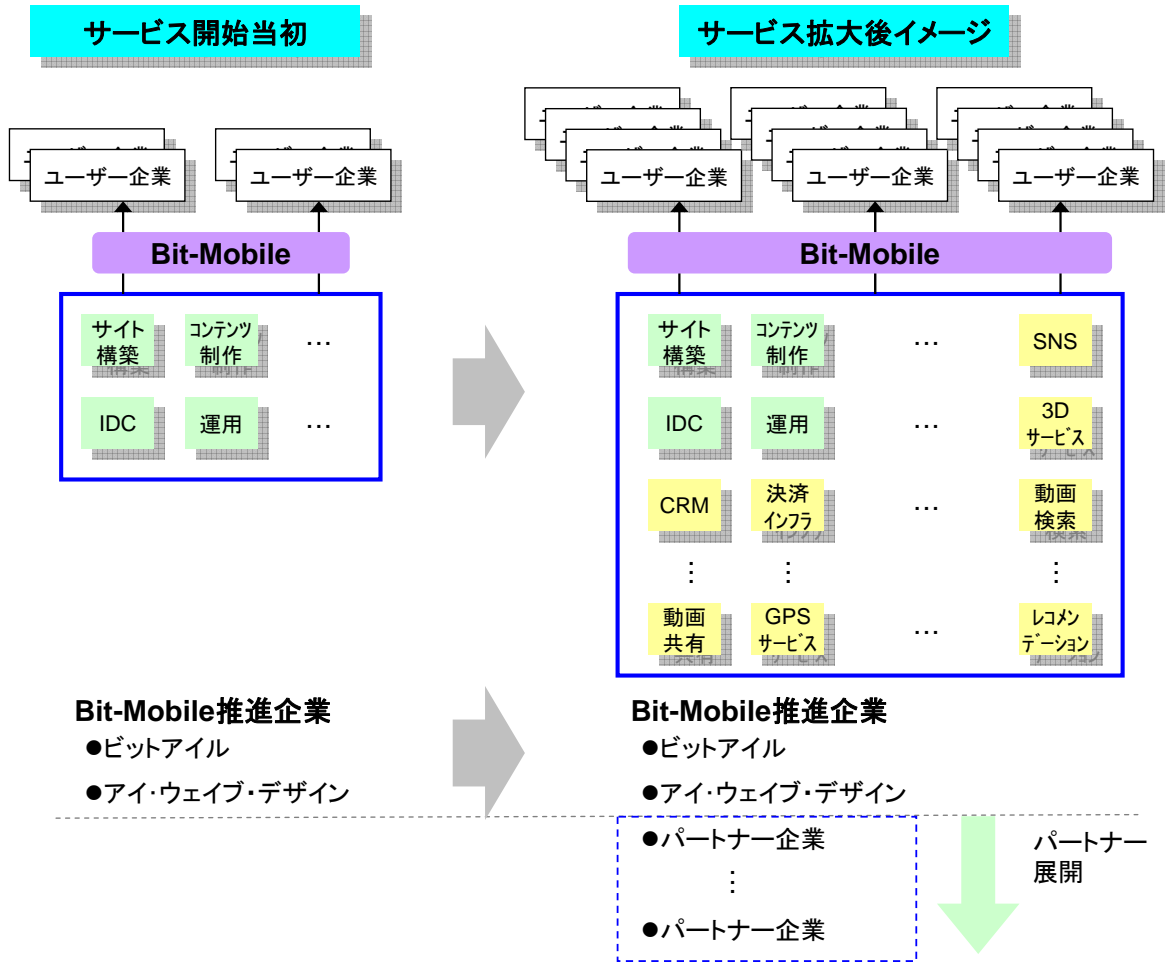 サービス開始当初
サービス拡大後イメージ
ユーザー企業
ユーザー企業
ユーザー企業
ユーザー企業
ユーザー企業
Bit-Mobile
Bit-Mobile
サイト
構築
コンテンツ
制作
…
IDC
運用
…
サイト
構築
コンテンツ
制作
…
SNS
IDC
運用
…
3D
サービス
CRM
決済
インフラ
…
動画
検索
⋮
⋮
⋮
動画
共有
GPS
サービス
…
レコメン
デーション
Bit-Mobile推進企業
●ビットアイル
●アイ・ウェイブ・デザイン
Bit-Mobile推進企業
●ビットアイル
●アイ・ウェイブ・デザイン
●パートナー企業
⋮
●パートナー企業
パートナー
展開